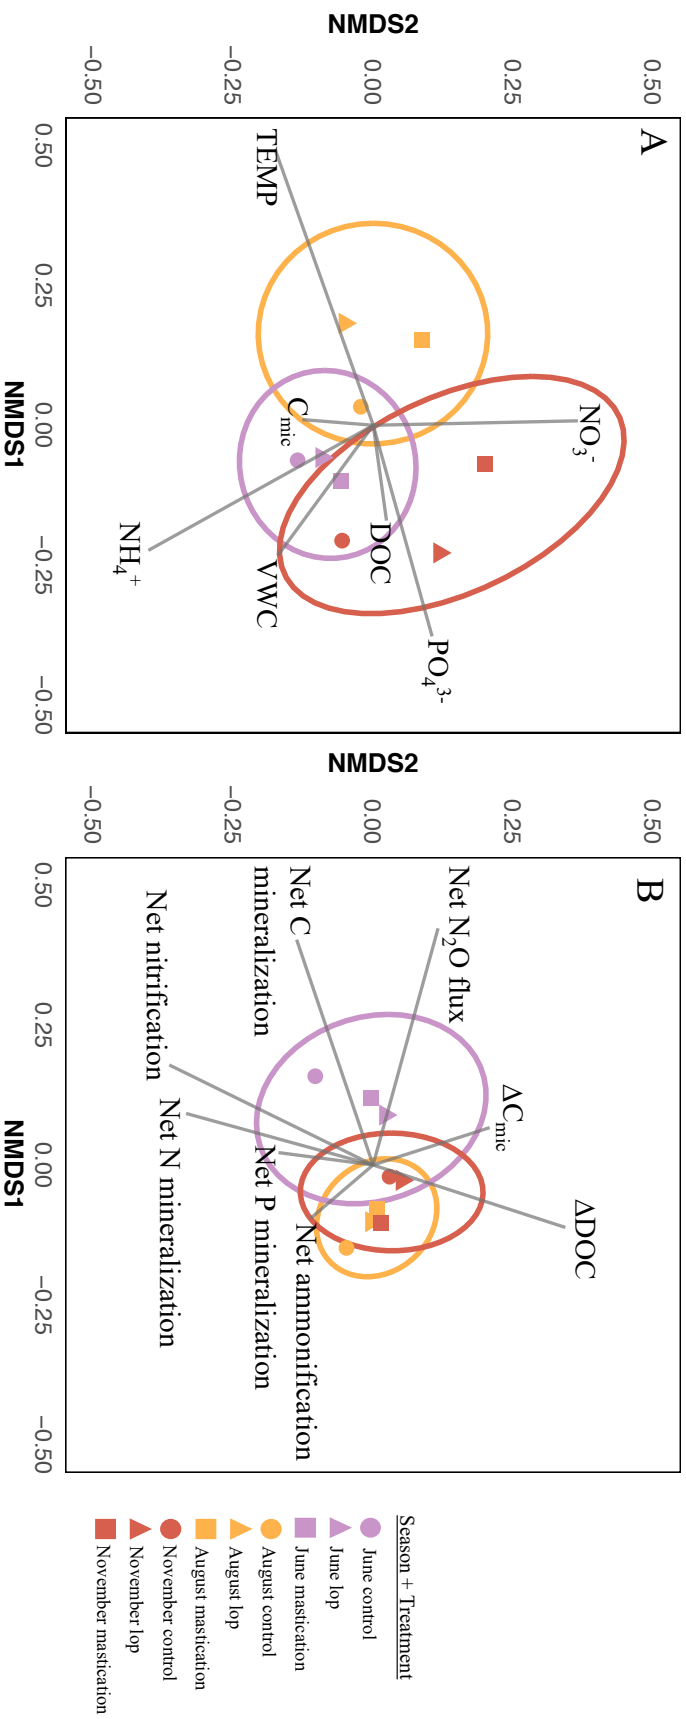 A
NMDS2
0.50
0.25
0.00
−0.25
−0.50
0.50
0.25
0.00
−0.25
−0.50
NMDS1
NO₃⁻
PO₄³⁻
DOC
TEMP
Cmic
VWC
NH₄⁺
B
NMDS2
0.50
0.25
0.00
−0.25
−0.50
0.50
0.25
0.00
−0.25
−0.50
NMDS1
ΔDOC
ΔCmic
Net N₂O flux
Net C
mineralization
Net ammonification
Net P mineralization
Net N mineralization
Net nitrification
Season + Treatment
June control
June lop
June mastication
August control
August lop
August mastication
November control
November lop
November mastication